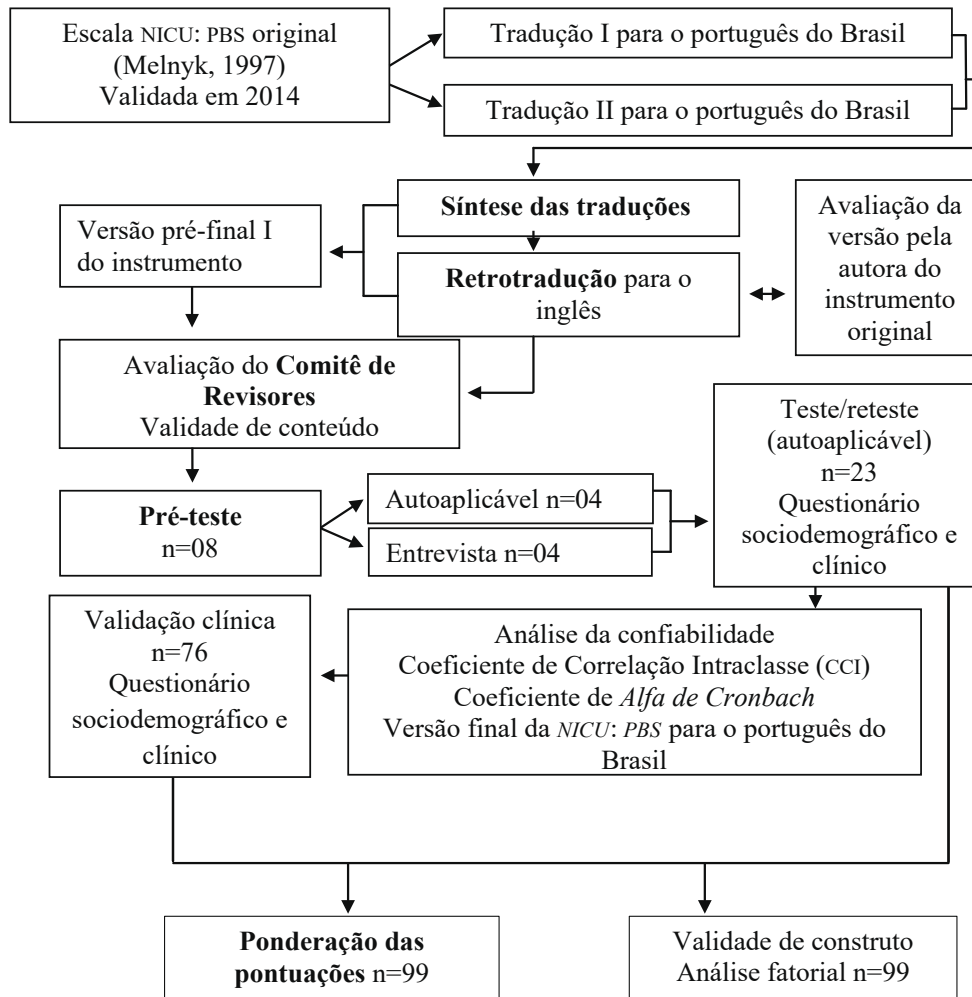 Escala NICU: PBS original
(Melnyk, 1997)
Validada em 2014
Tradução I para o português do Brasil
Tradução II para o português do Brasil
Síntese das traduções
Versão pré-final I
do instrumento
Retrotradução para o
inglês
Avaliação da
versão pela
autora do
instrumento
original
Avaliação do Comitê de
Revisores
Validade de conteúdo
Pré-teste
n=08
Autoaplicável n=04
Entrevista n=04
Teste/reteste
(autoaplicável)
n=23
Questionário
sociodemográfico e
clínico
Análise da confiabilidade
Coeficiente de Correlação Intraclasse (CCI)
Coeficiente de Alfa de Cronbach
Versão final da NICU: PBS para o português do
Brasil
Validação clínica
n=76
Questionário
sociodemográfico e
clínico
Ponderação das
pontuações n=99
Validade de construto
Análise fatorial n=99